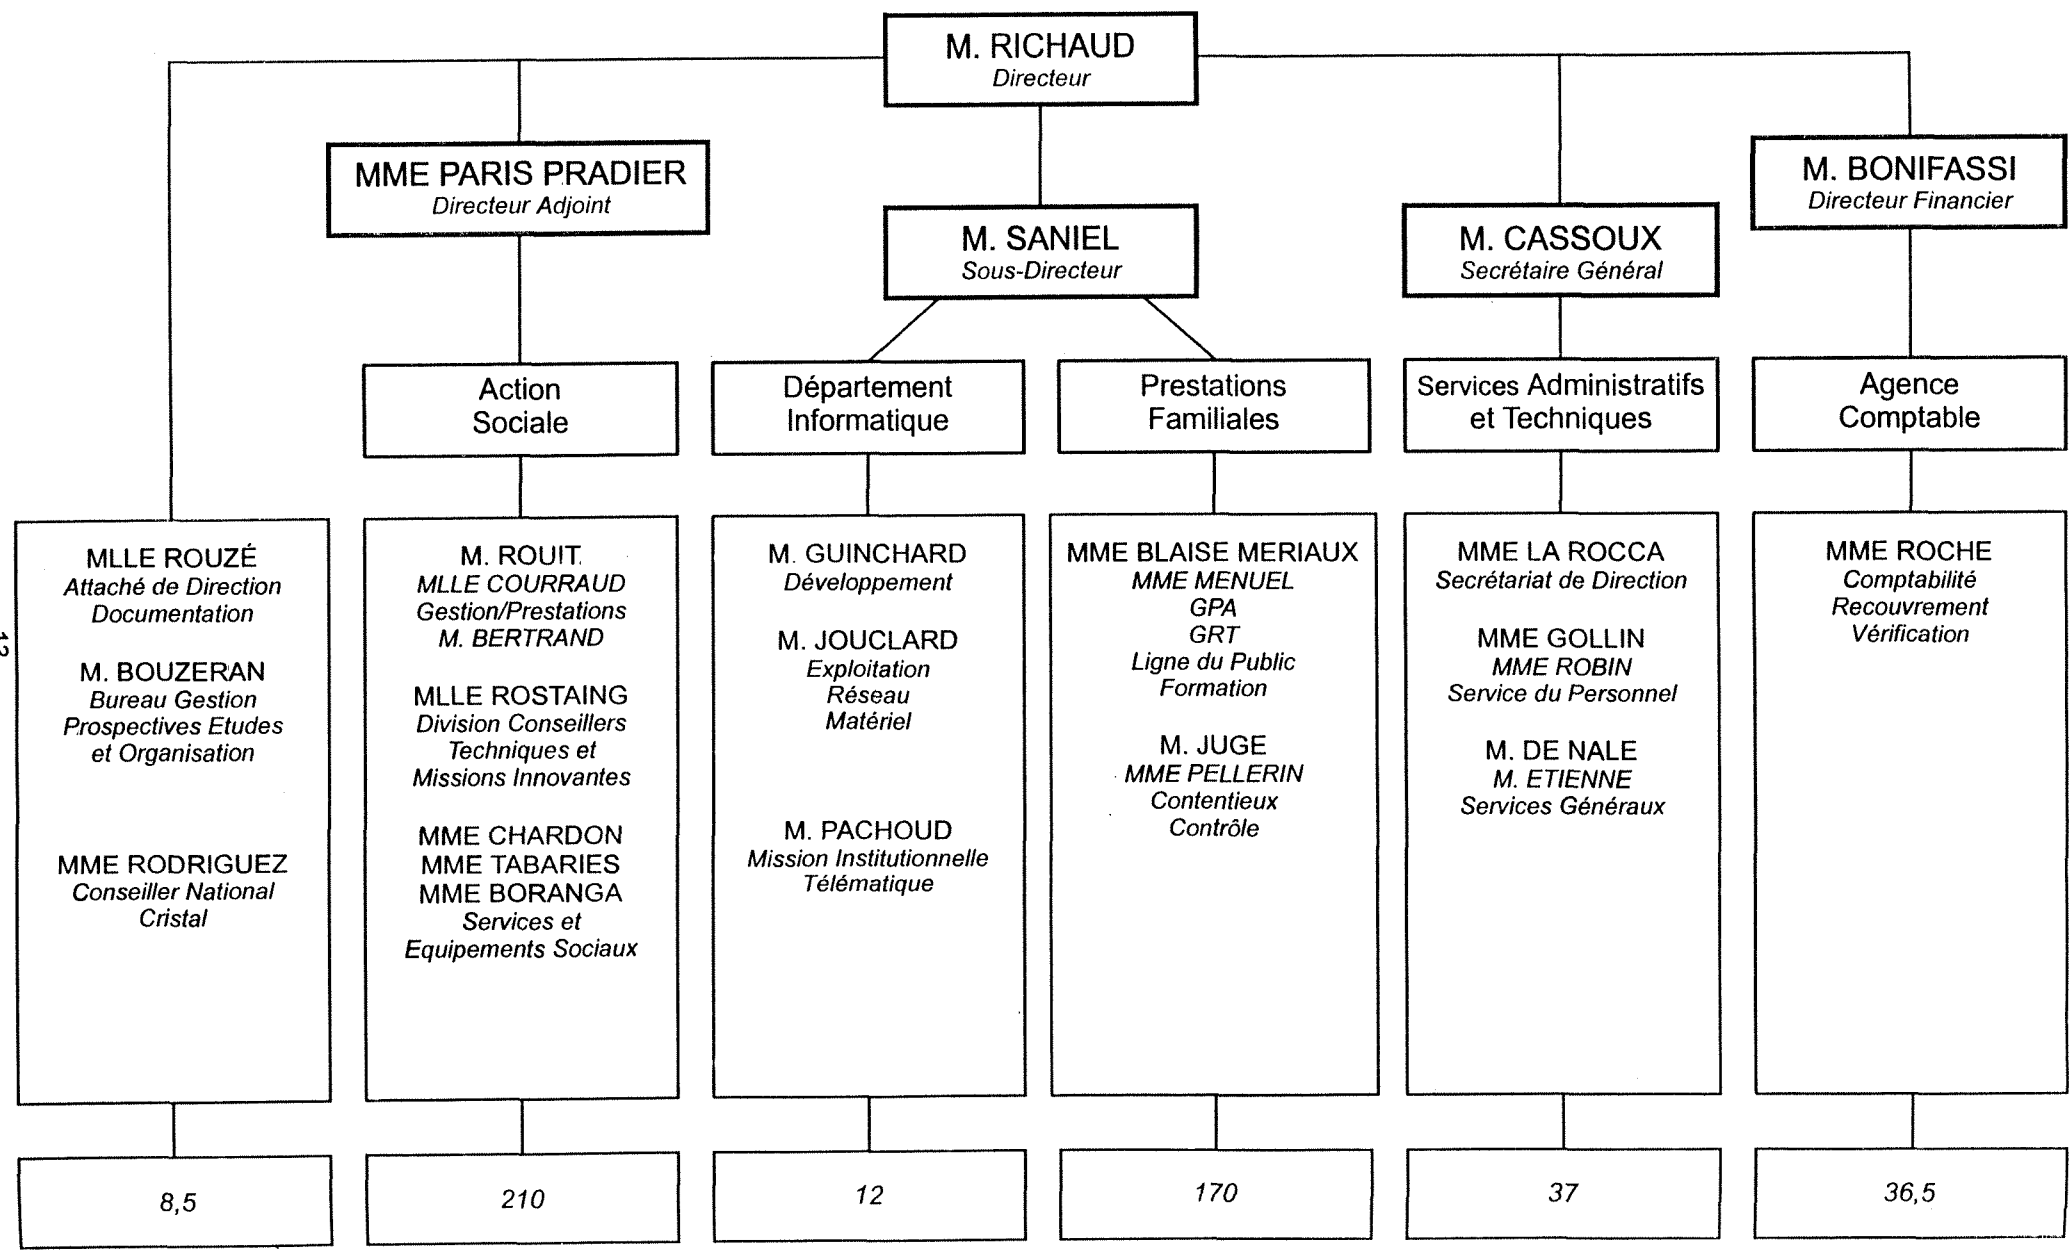 M. RICHAUD
Directeur
MME PARIS PRADIER
Directeur Adjoint
M. SANIEL
Sous-Directeur
M. CASSOUX
Secrétaire Général
M. BONIFASSI
Directeur Financier
Action
Sociale
Département
Informatique
Prestations
Familiales
Services Administratifs
et Techniques
Agence
Comptable
MLLE ROUZÉ
Attaché de Direction
Documentation
M. BOUZERAN
Bureau Gestion
Prospectives Etudes
et Organisation
MME RODRIGUEZ
Conseiller National
Cristal
M. ROUIT
MLLE COURRAUD
Gestion/Prestations
M. BERTRAND
MLLE ROSTAING
Division Conseillers
Techniques et
Missions Innovantes
MME CHARDON
MME TABARIES
MME BORANGA
Services et
Equipements Sociaux
M. GUINCHARD
Développement
M. JOUCLARD
Exploitation
Réseau
Matériel
M. PACHOUD
Mission Institutionnelle
Télématique
MME BLAISE MERIAUX
MME MENUEL
GPA
GRT
Ligne du Public
Formation
M. JUGE
MME PELLERIN
Contentieux
Contrôle
MME LA ROCCA
Secrétariat de Direction
MME GOLLIN
MME ROBIN
Service du Personnel
M. DE NALE
M. ETIENNE
Services Généraux
MME ROCHE
Comptabilité
Recouvrement
Vérification
8,5
210
12
170
37
36,5